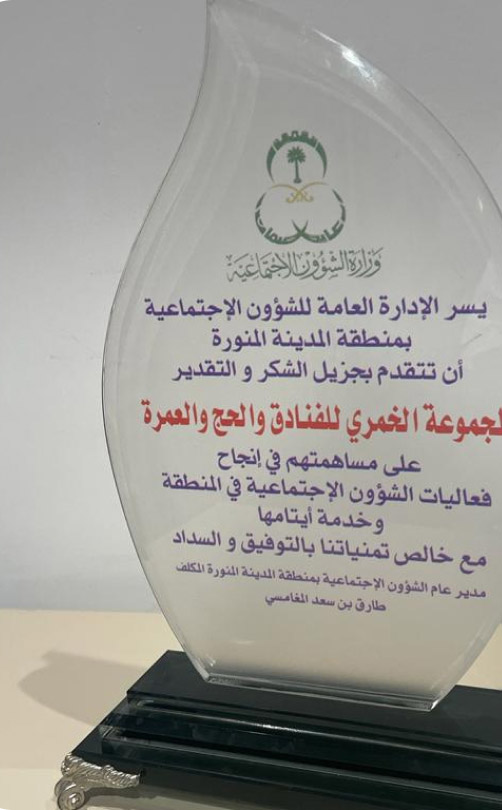 وزارة الشؤون الاجتماعية
يسر الإدارة العامة للشؤون الإجتماعية
بمنطقة المدينة المنورة
أن تتقدم بجزيل الشكر و التقدير
لجموعة الخمري للفنادق والحج والعمرة
على مساهمتهم في إنجاح
فعاليات الشؤون الإجتماعية في المنطقة
وخدمة أيتامها
مع خالص تمنياتنا بالتوفيق و السداد
مدير عام الشؤون الإجتماعية بمنطقة المدينة المنورة المكلف
طارق بن سعد المغامسي